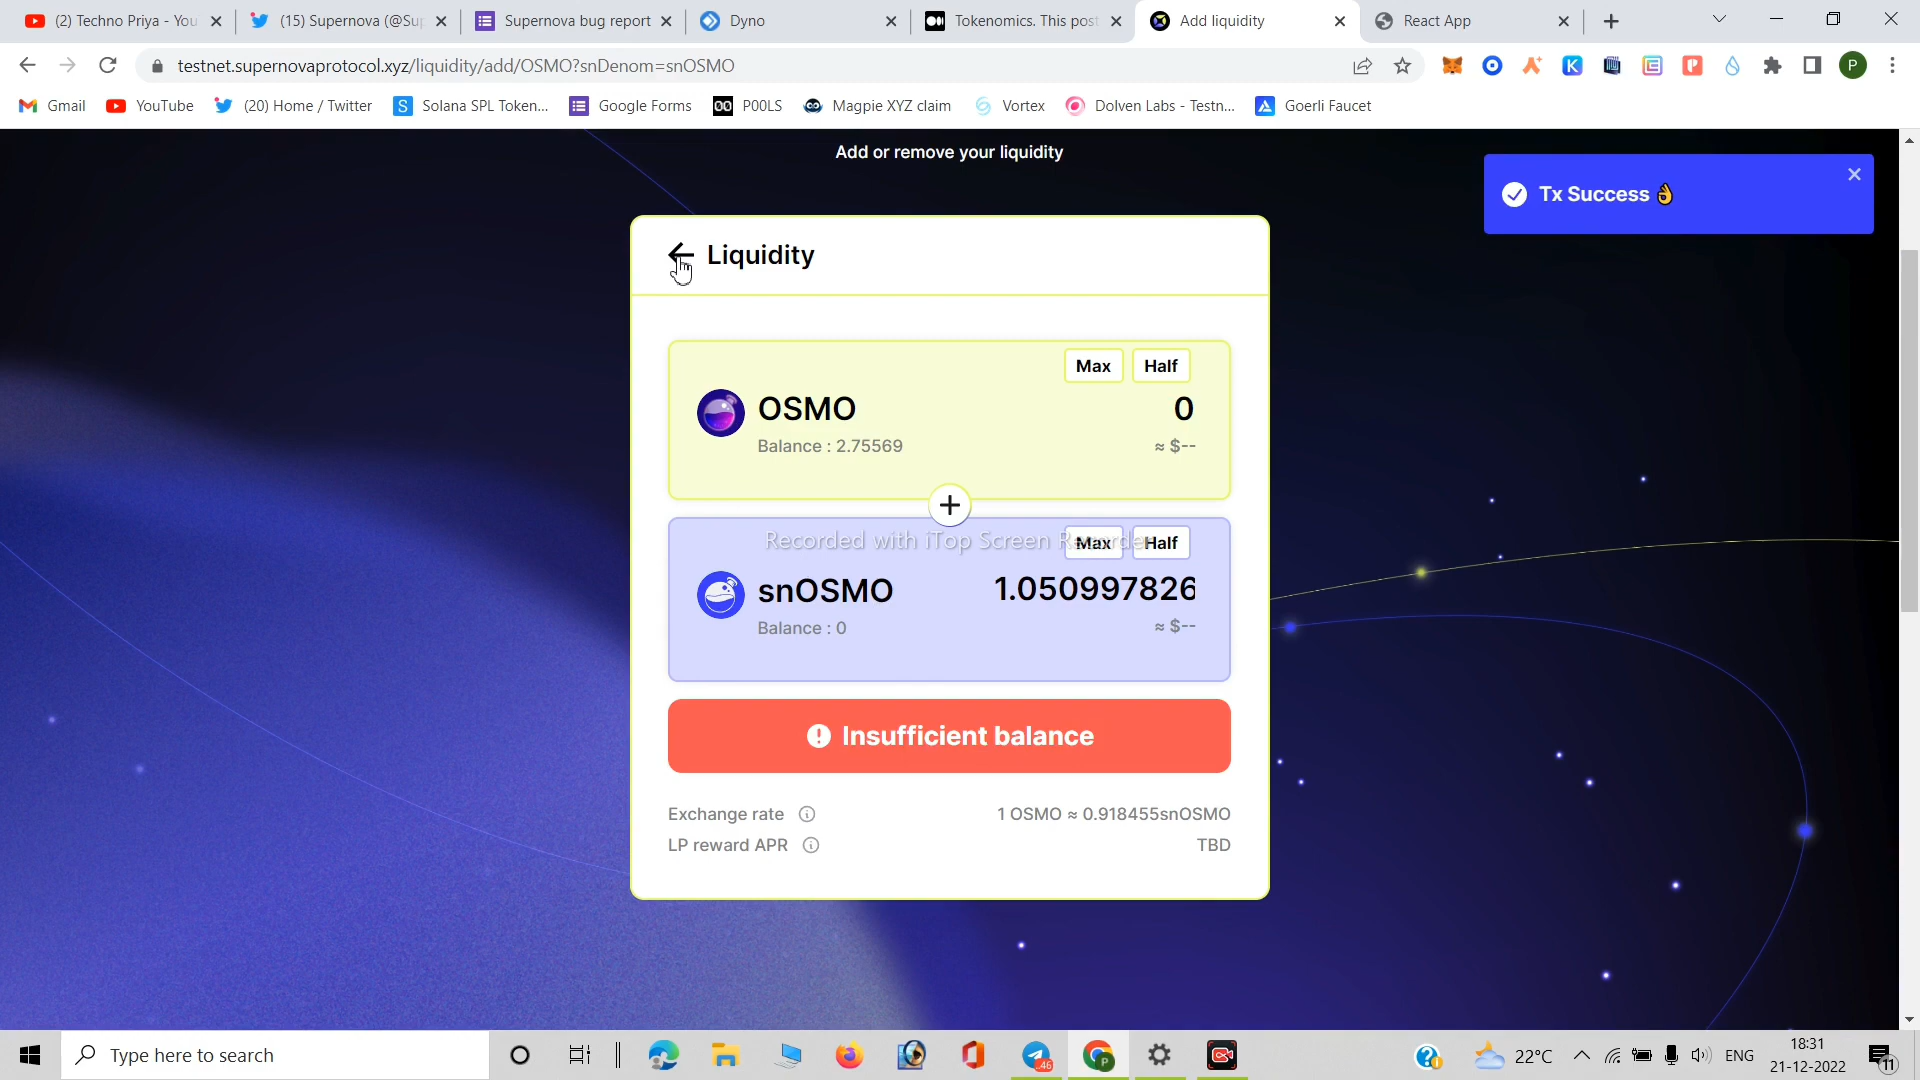 (2) Techno Priya - You
(15) Supernova (@Sup
Supernova bug report
Dyno
Tokenomics. This post
Add liquidity
React App
testnet.supernovaprotocol.xyz/liquidity/add/OSMO?snDenom=snOSMO
P
Gmail
YouTube
(20) Home / Twitter
Solana SPL Token...
Google Forms
P00LS
Magpie XYZ claim
Vortex
Dolven Labs - Testn...
Goerli Faucet
Add or remove your liquidity
Tx Success👌
Liquidity
Max Half
OSMO 0
Balance : 2.75569 ≈ $--
Recorded with iTop Screen Recorder
Max Half
snOSMO 1.050997826
Balance : 0 ≈ $--
Insufficient balance
Exchange rate 1 OSMO ≈ 0.918455snOSMO
LP reward APR TBD
Type here to search
46
P
22°C
ENG
18:31
21-12-2022
11